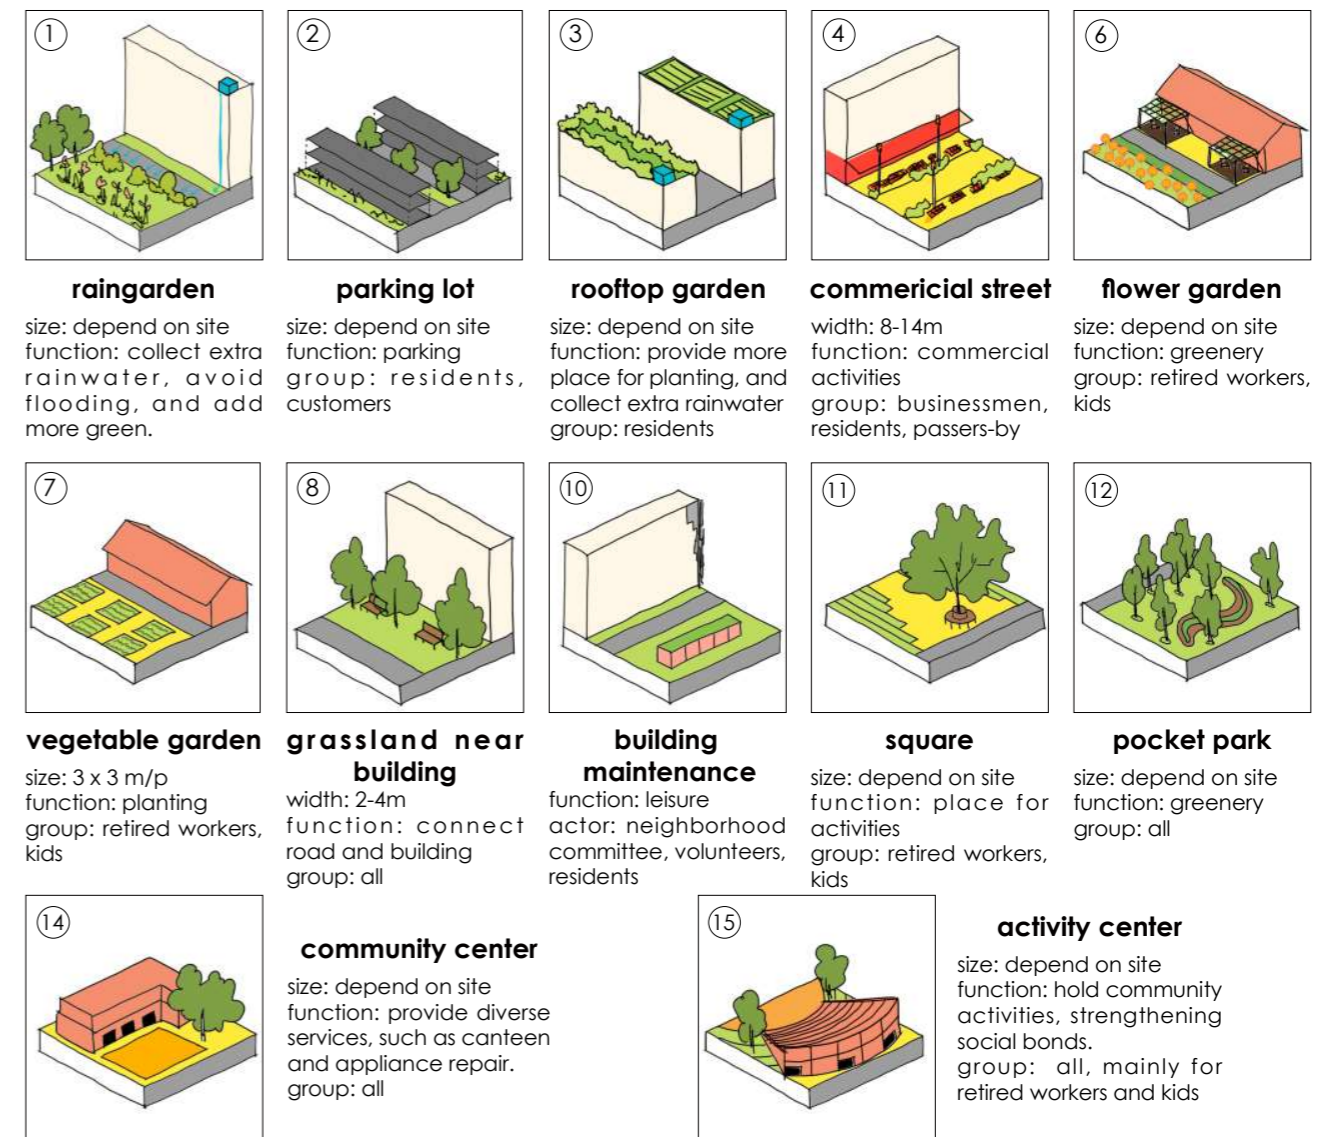 1
raingarden
size: depend on site
function: collect extra
rainwater, avoid
flooding, and add
more green.
2
parking lot
size: depend on site
function: parking
group: residents,
customers
3
rooftop garden
size: depend on site
function: provide more
place for planting, and
collect extra rainwater
group: residents
4
commericial street
width: 8-14m
function: commercial
activities
group: businessmen,
residents, passers-by
6
flower garden
size: depend on site
function: greenery
group: retired workers,
kids
7
vegetable garden
size: 3 x 3 m/p
function: planting
group: retired workers,
kids
8
grassland near
building
width: 2-4m
function: connect
road and building
group: all
10
building
maintenance
function: leisure
actor: neighborhood
committee, volunteers,
residents
11
square
size: depend on site
function: place for
activities
group: retired workers,
kids
12
pocket park
size: depend on site
function: greenery
group: all
14
community center
size: depend on site
function: provide diverse
services, such as canteen
and appliance repair.
group: all
15
activity center
size: depend on site
function: hold community
activities, strengthening
social bonds.
group: all, mainly for
retired workers and kids